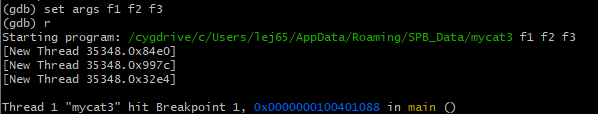 (gdb) set args f1 f2 f3
(gdb) r
Starting program: /cygdrive/c/Users/lej65/AppData/Roaming/SPB_Data/mycat3 f1 f2 f3
[New Thread 35348.0x84e0]
[New Thread 35348.0x997c]
[New Thread 35348.0x32e4]
Thread 1 "mycat3" hit Breakpoint 1, 0x0000000100401088 in main ()